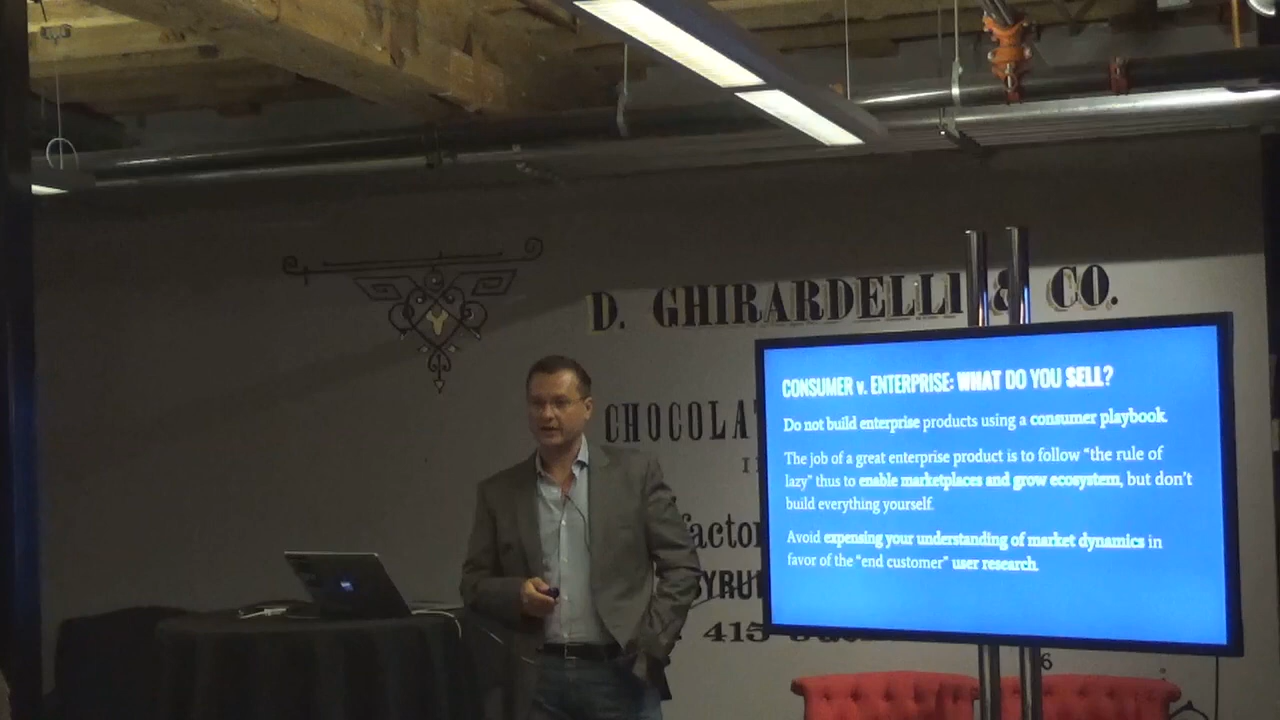 D. GHIRARDELLI & CO.
CHOCOLAT
CONSUMER v. ENTERPRISE: WHAT DO YOU SELL?
Do not build enterprise products using a consumer playbook.
The job of a great enterprise product is to follow “the rule of
lazy” thus to enable marketplaces and grow ecosystem, but don't
build everything yourself.
Avoid expensing your understanding of market dynamics in
favor of the “end customer” user research.
factor
SYRU
415
6